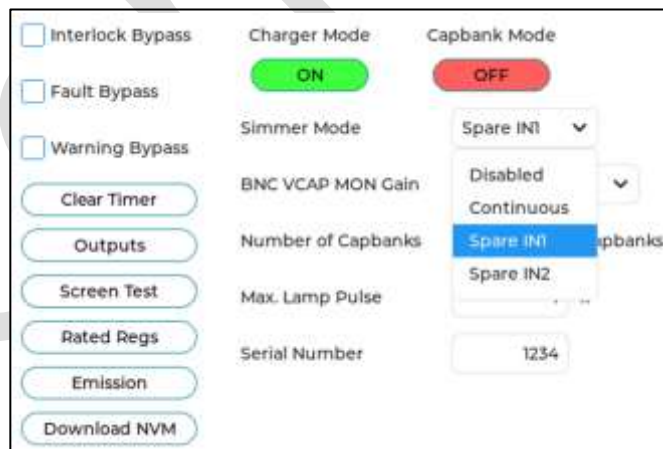 Interlock Bypass
Fault Bypass
Warning Bypass
Clear Timer
Outputs
Screen Test
Rated Regs
Emission
Download NVM
Charger Mode
Capbank Mode
ON
OFF
Simmer Mode
Spare IN1
Disabled
Continuous
Spare IN1
Spare IN2
BNC VCAP MON Gain
Number of Capbanks
apbanks
Max. Lamp Pulse
Serial Number
1234